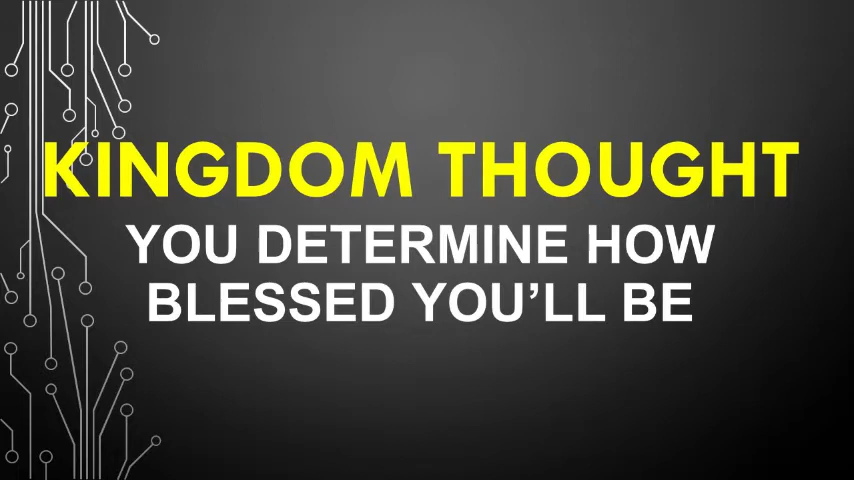 KINGDOM THOUGHT
YOU DETERMINE HOW
BLESSED YOU’LL BE